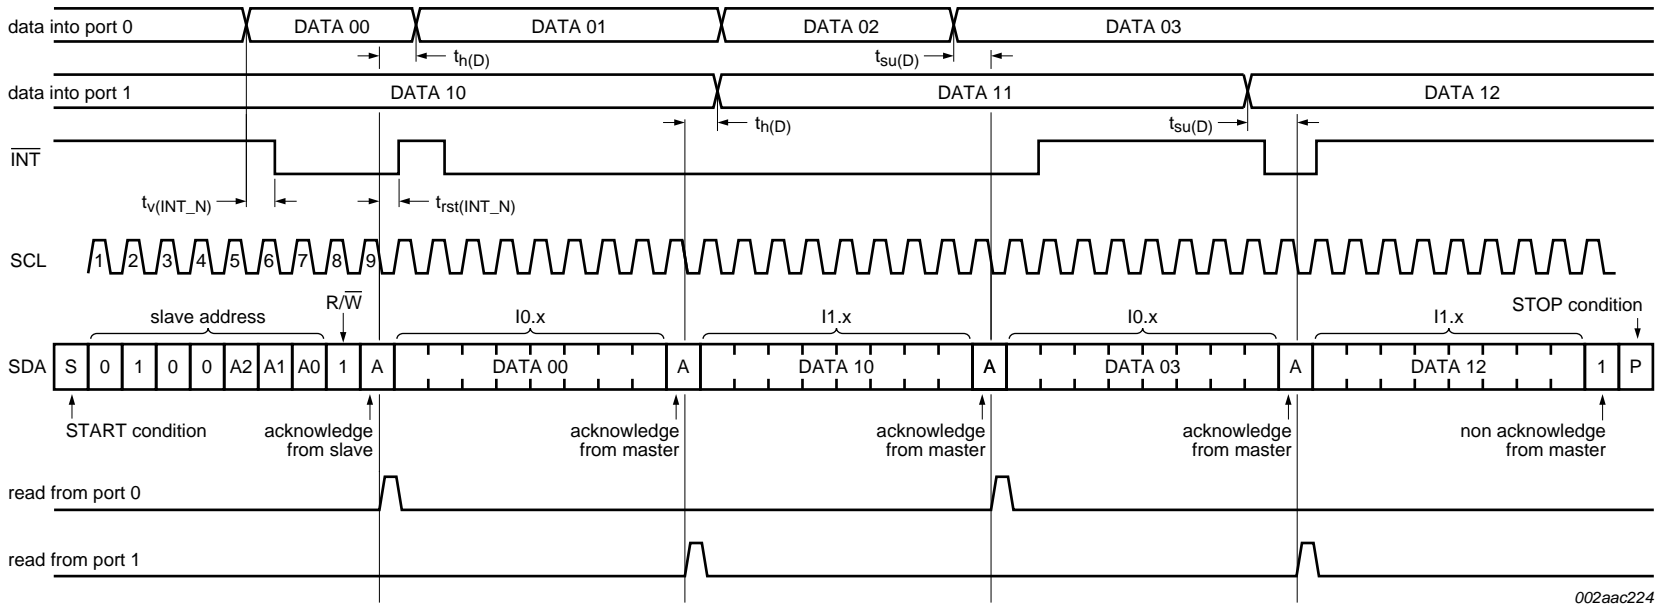 data into port 0 DATA 00 DATA 01 DATA 02 DATA 03
th(D) tsu(D)
data into port 1 DATA 10 DATA 11 DATA 12
th(D) tsu(D)
INT
tv(INT_N) trst(INT_N)
SCL 1 2 3 4 5 6 7 8 9
R/W
slave address I0.x I1.x I0.x I1.x STOP condition
SDA S 0 1 0 0 A2 A1 A0 1 A DATA 00 A DATA 10 A DATA 03 A DATA 12 1 P
START condition
acknowledge
from slave
acknowledge
from master
acknowledge
from master
acknowledge
from master
non acknowledge
from master
read from port 0
read from port 1
002aac224